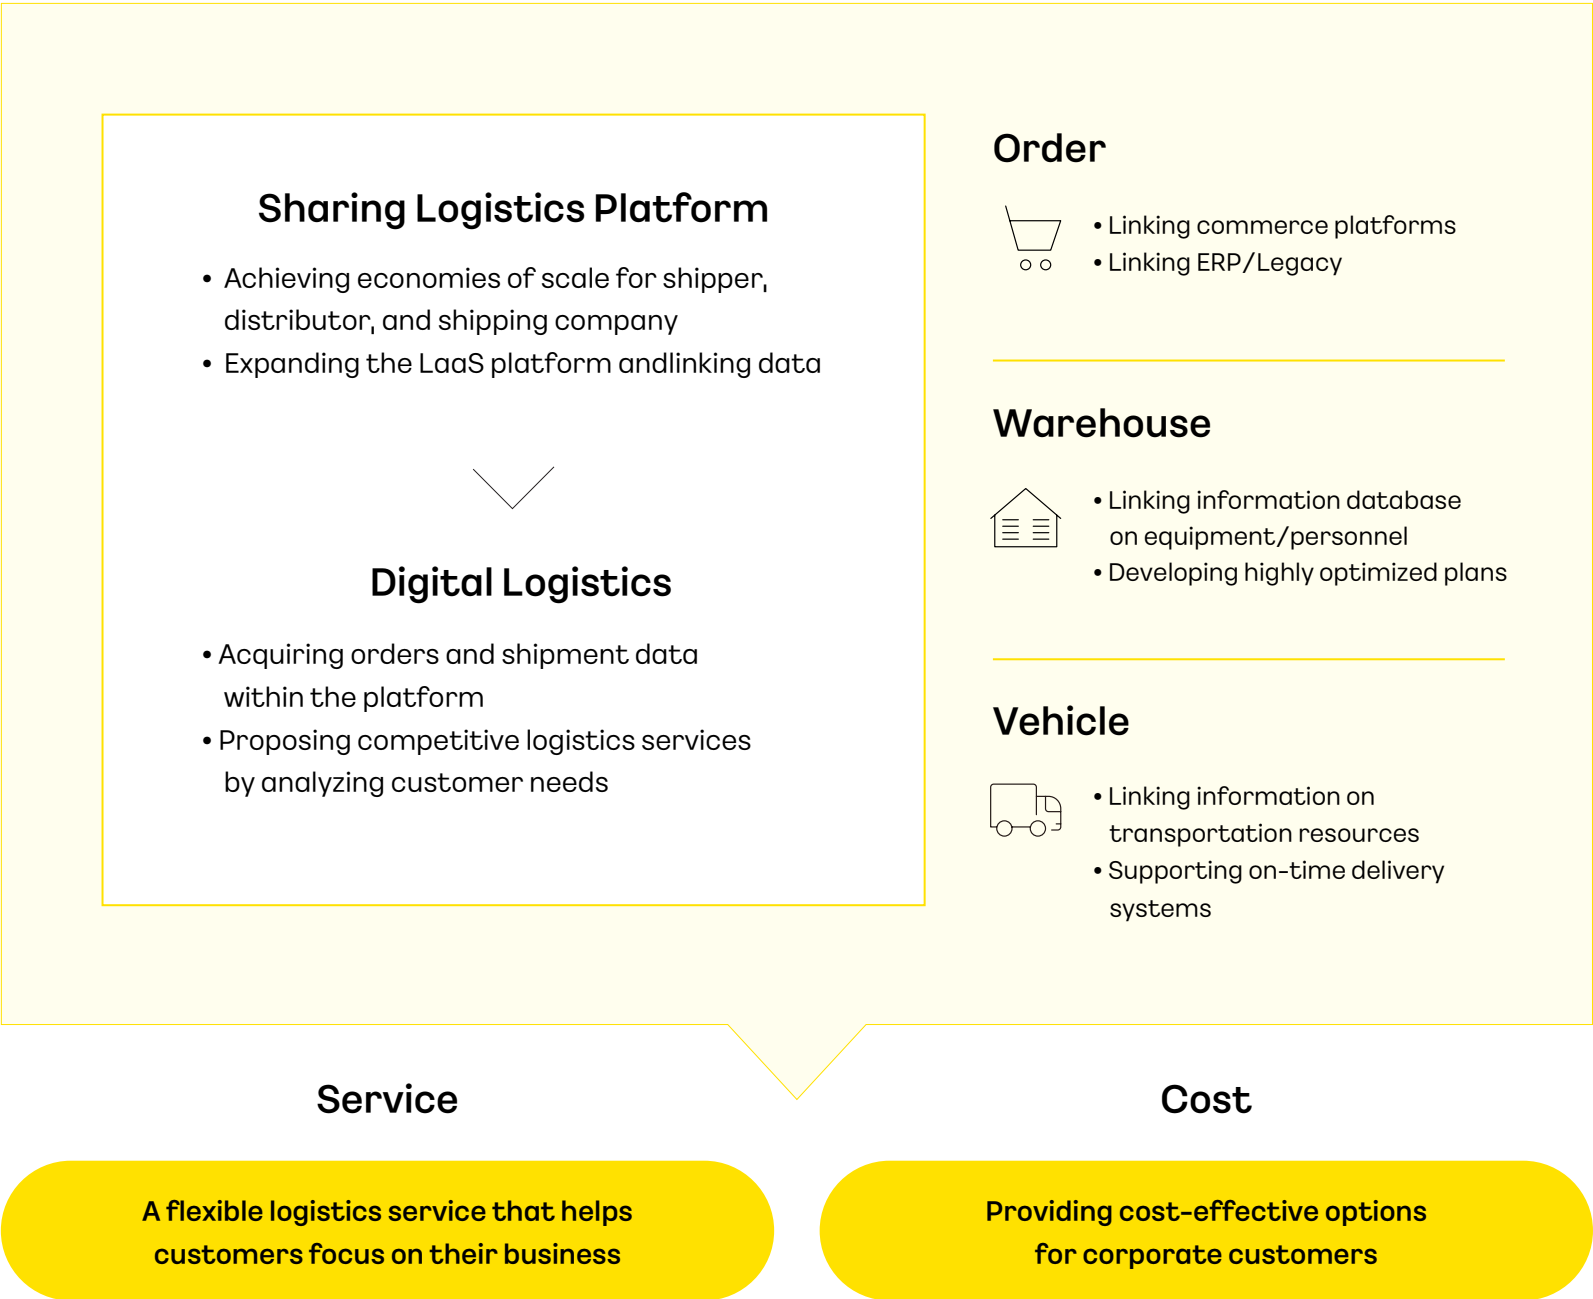 Sharing Logistics Platform
• Achieving economies of scale for shipper,
distributor, and shipping company
• Expanding the LaaS platform andlinking data
Digital Logistics
• Acquiring orders and shipment data
within the platform
• Proposing competitive logistics services
by analyzing customer needs
Order
• Linking commerce platforms
• Linking ERP/Legacy
Warehouse
• Linking information database
on equipment/personnel
• Developing highly optimized plans
Vehicle
• Linking information on
transportation resources
• Supporting on-time delivery
systems
Service
A flexible logistics service that helps
customers focus on their business
Cost
Providing cost-effective options
for corporate customers